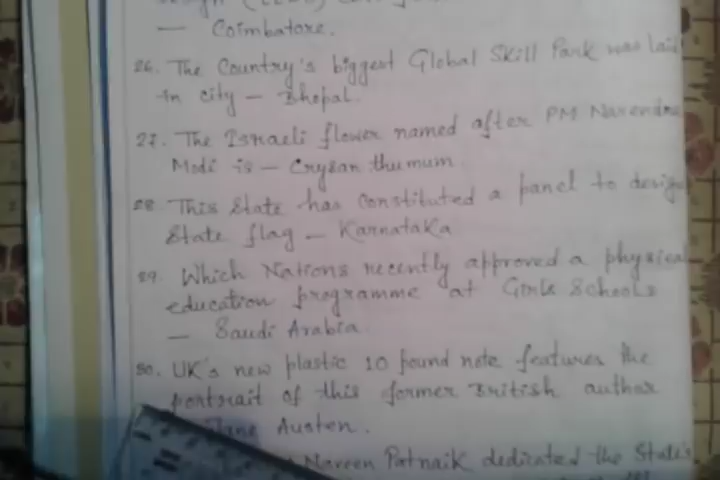 — Coimbatore.
26. The Country's biggest Global Skill Park was laid
in city — Bhopal.
27. The Israeli flower named after PM Narendra
Modi is — Crysan thumum.
28. This State has constituted a panel to design
State flag — Karnataka
29. Which Nations recently approved a physical
education programme at Girls Schools
— Saudi Arabia.
30. UK's new plastic 10 pound note features the
portrait of this former British author
Jane Austen.
Naveen Patnaik dedicated the State's